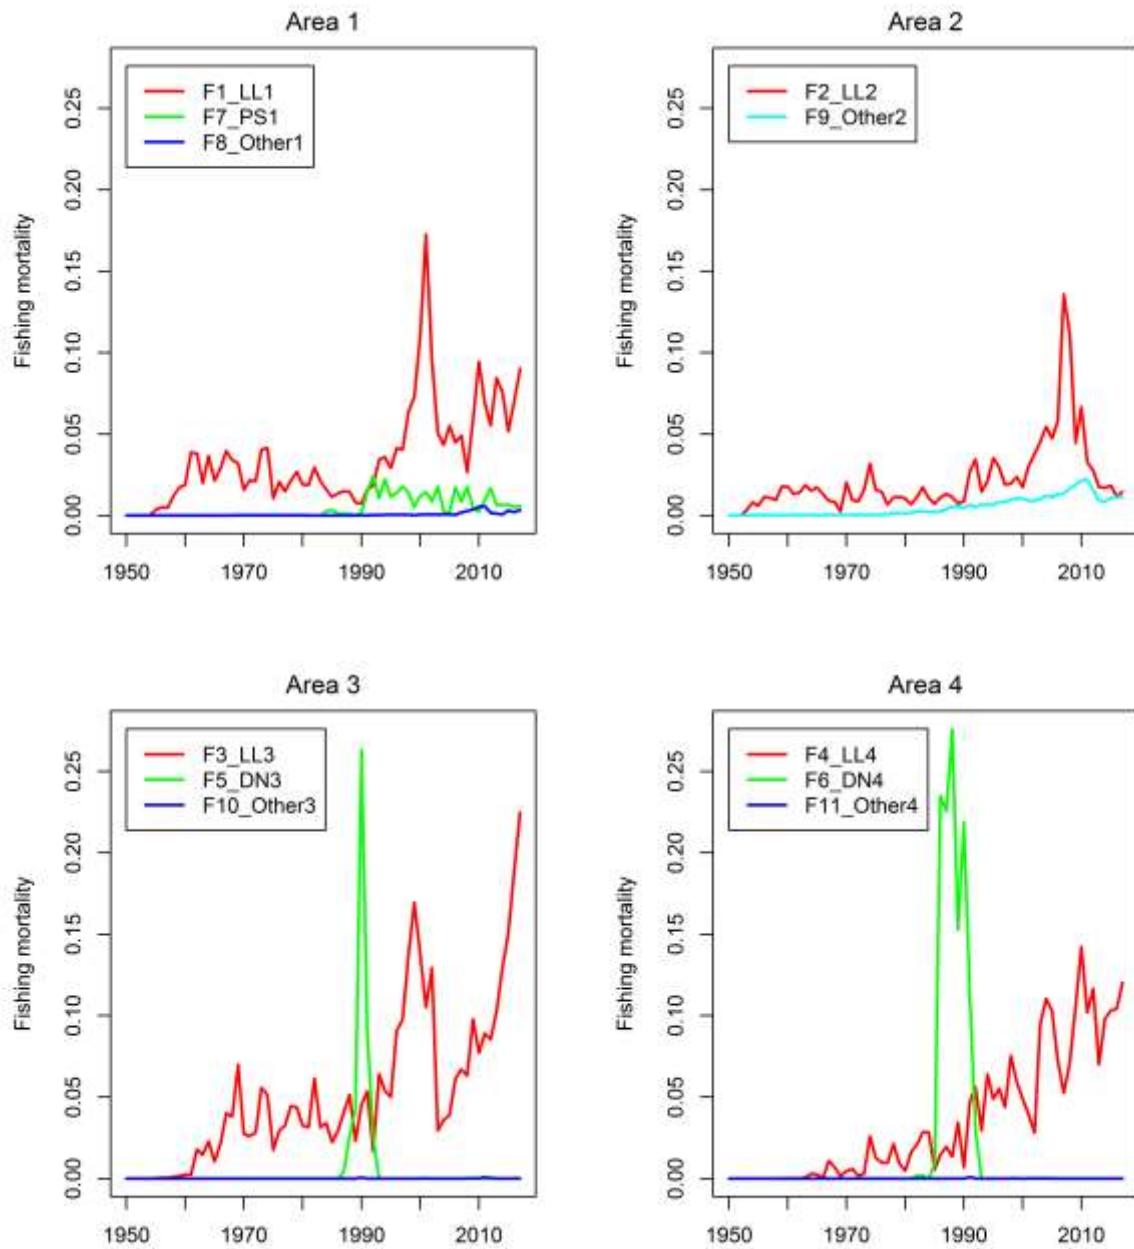 Area 1
F1_LL1
F7_PS1
F8_Other1
Fishing mortality
0.25
0.20
0.15
0.10
0.05
0.00
1950
1970
1990
2010
Area 2
F2_LL2
F9_Other2
Fishing mortality
0.25
0.20
0.15
0.10
0.05
0.00
1950
1970
1990
2010
Area 3
F3_LL3
F5_DN3
F10_Other3
Fishing mortality
0.25
0.20
0.15
0.10
0.05
0.00
1950
1970
1990
2010
Area 4
F4_LL4
F6_DN4
F11_Other4
Fishing mortality
0.25
0.20
0.15
0.10
0.05
0.00
1950
1970
1990
2010